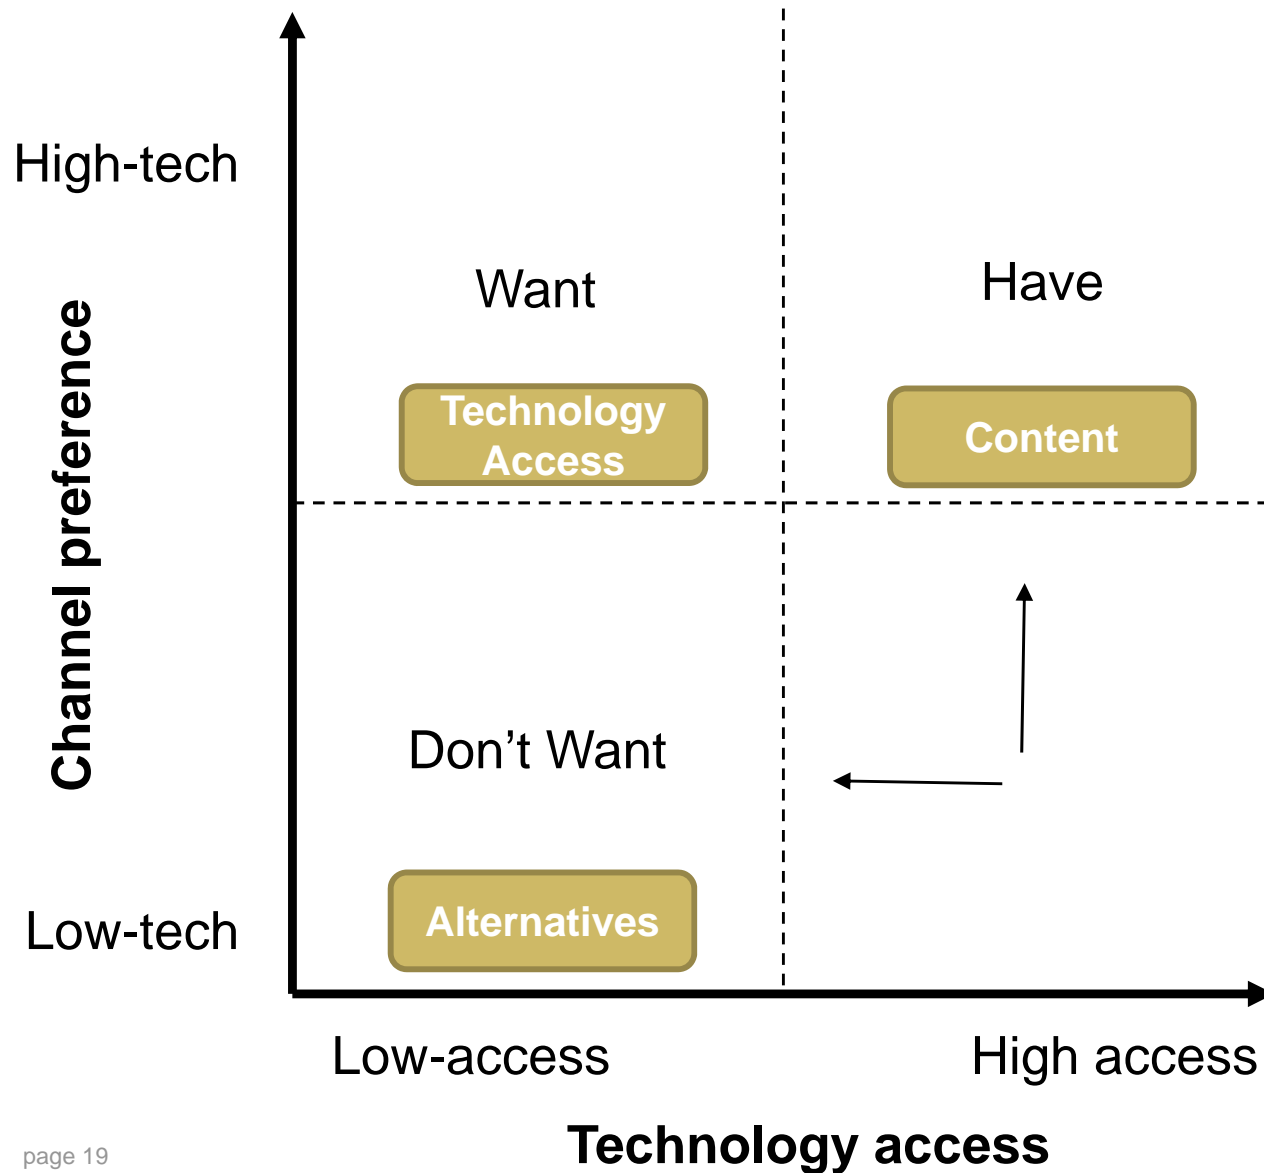 High-tech
Want
Have
Channel preference
Technology
Access
Content
Don’t Want
Alternatives
Low-tech
Low-access
High access
Technology access
page 19